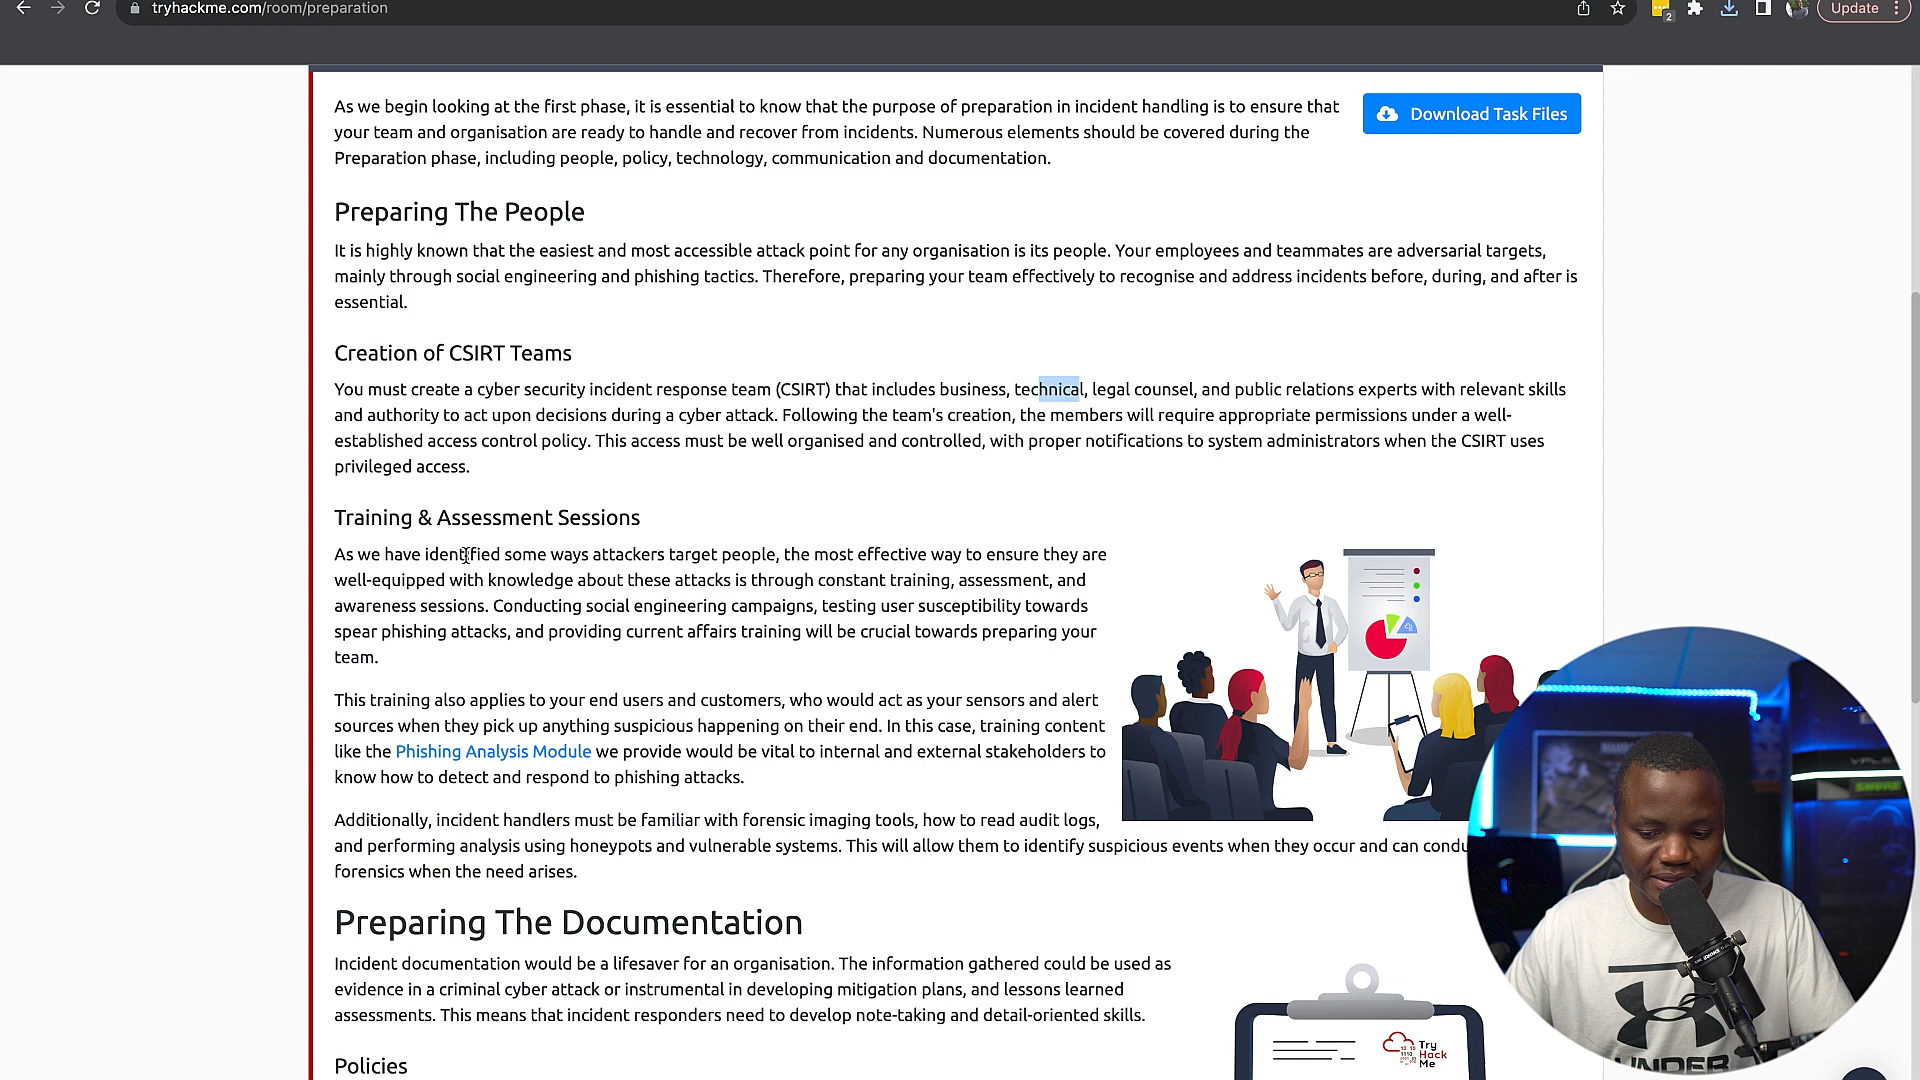 tryhackme.com/room/preparation
2
Update
As we begin looking at the first phase, it is essential to know that the purpose of preparation in incident handling is to ensure that
your team and organisation are ready to handle and recover from incidents. Numerous elements should be covered during the
Preparation phase, including people, policy, technology, communication and documentation.
Download Task Files
Preparing The People
It is highly known that the easiest and most accessible attack point for any organisation is its people. Your employees and teammates are adversarial targets,
mainly through social engineering and phishing tactics. Therefore, preparing your team effectively to recognise and address incidents before, during, and after is
essential.
Creation of CSIRT Teams
You must create a cyber security incident response team (CSIRT) that includes business, technical, legal counsel, and public relations experts with relevant skills
and authority to act upon decisions during a cyber attack. Following the team's creation, the members will require appropriate permissions under a well-
established access control policy. This access must be well organised and controlled, with proper notifications to system administrators when the CSIRT uses
privileged access.
Training & Assessment Sessions
As we have identified some ways attackers target people, the most effective way to ensure they are
well-equipped with knowledge about these attacks is through constant training, assessment, and
awareness sessions. Conducting social engineering campaigns, testing user susceptibility towards
spear phishing attacks, and providing current affairs training will be crucial towards preparing your
team.
This training also applies to your end users and customers, who would act as your sensors and alert
sources when they pick up anything suspicious happening on their end. In this case, training content
like the Phishing Analysis Module we provide would be vital to internal and external stakeholders to
know how to detect and respond to phishing attacks.
Additionally, incident handlers must be familiar with forensic imaging tools, how to read audit logs,
and performing analysis using honeypots and vulnerable systems. This will allow them to identify suspicious events when they occur and can condu
forensics when the need arises.
Preparing The Documentation
Incident documentation would be a lifesaver for an organisation. The information gathered could be used as
evidence in a criminal cyber attack or instrumental in developing mitigation plans, and lessons learned
assessments. This means that incident responders need to develop note-taking and detail-oriented skills.
Try
Hack
Me
Policies
UNDER